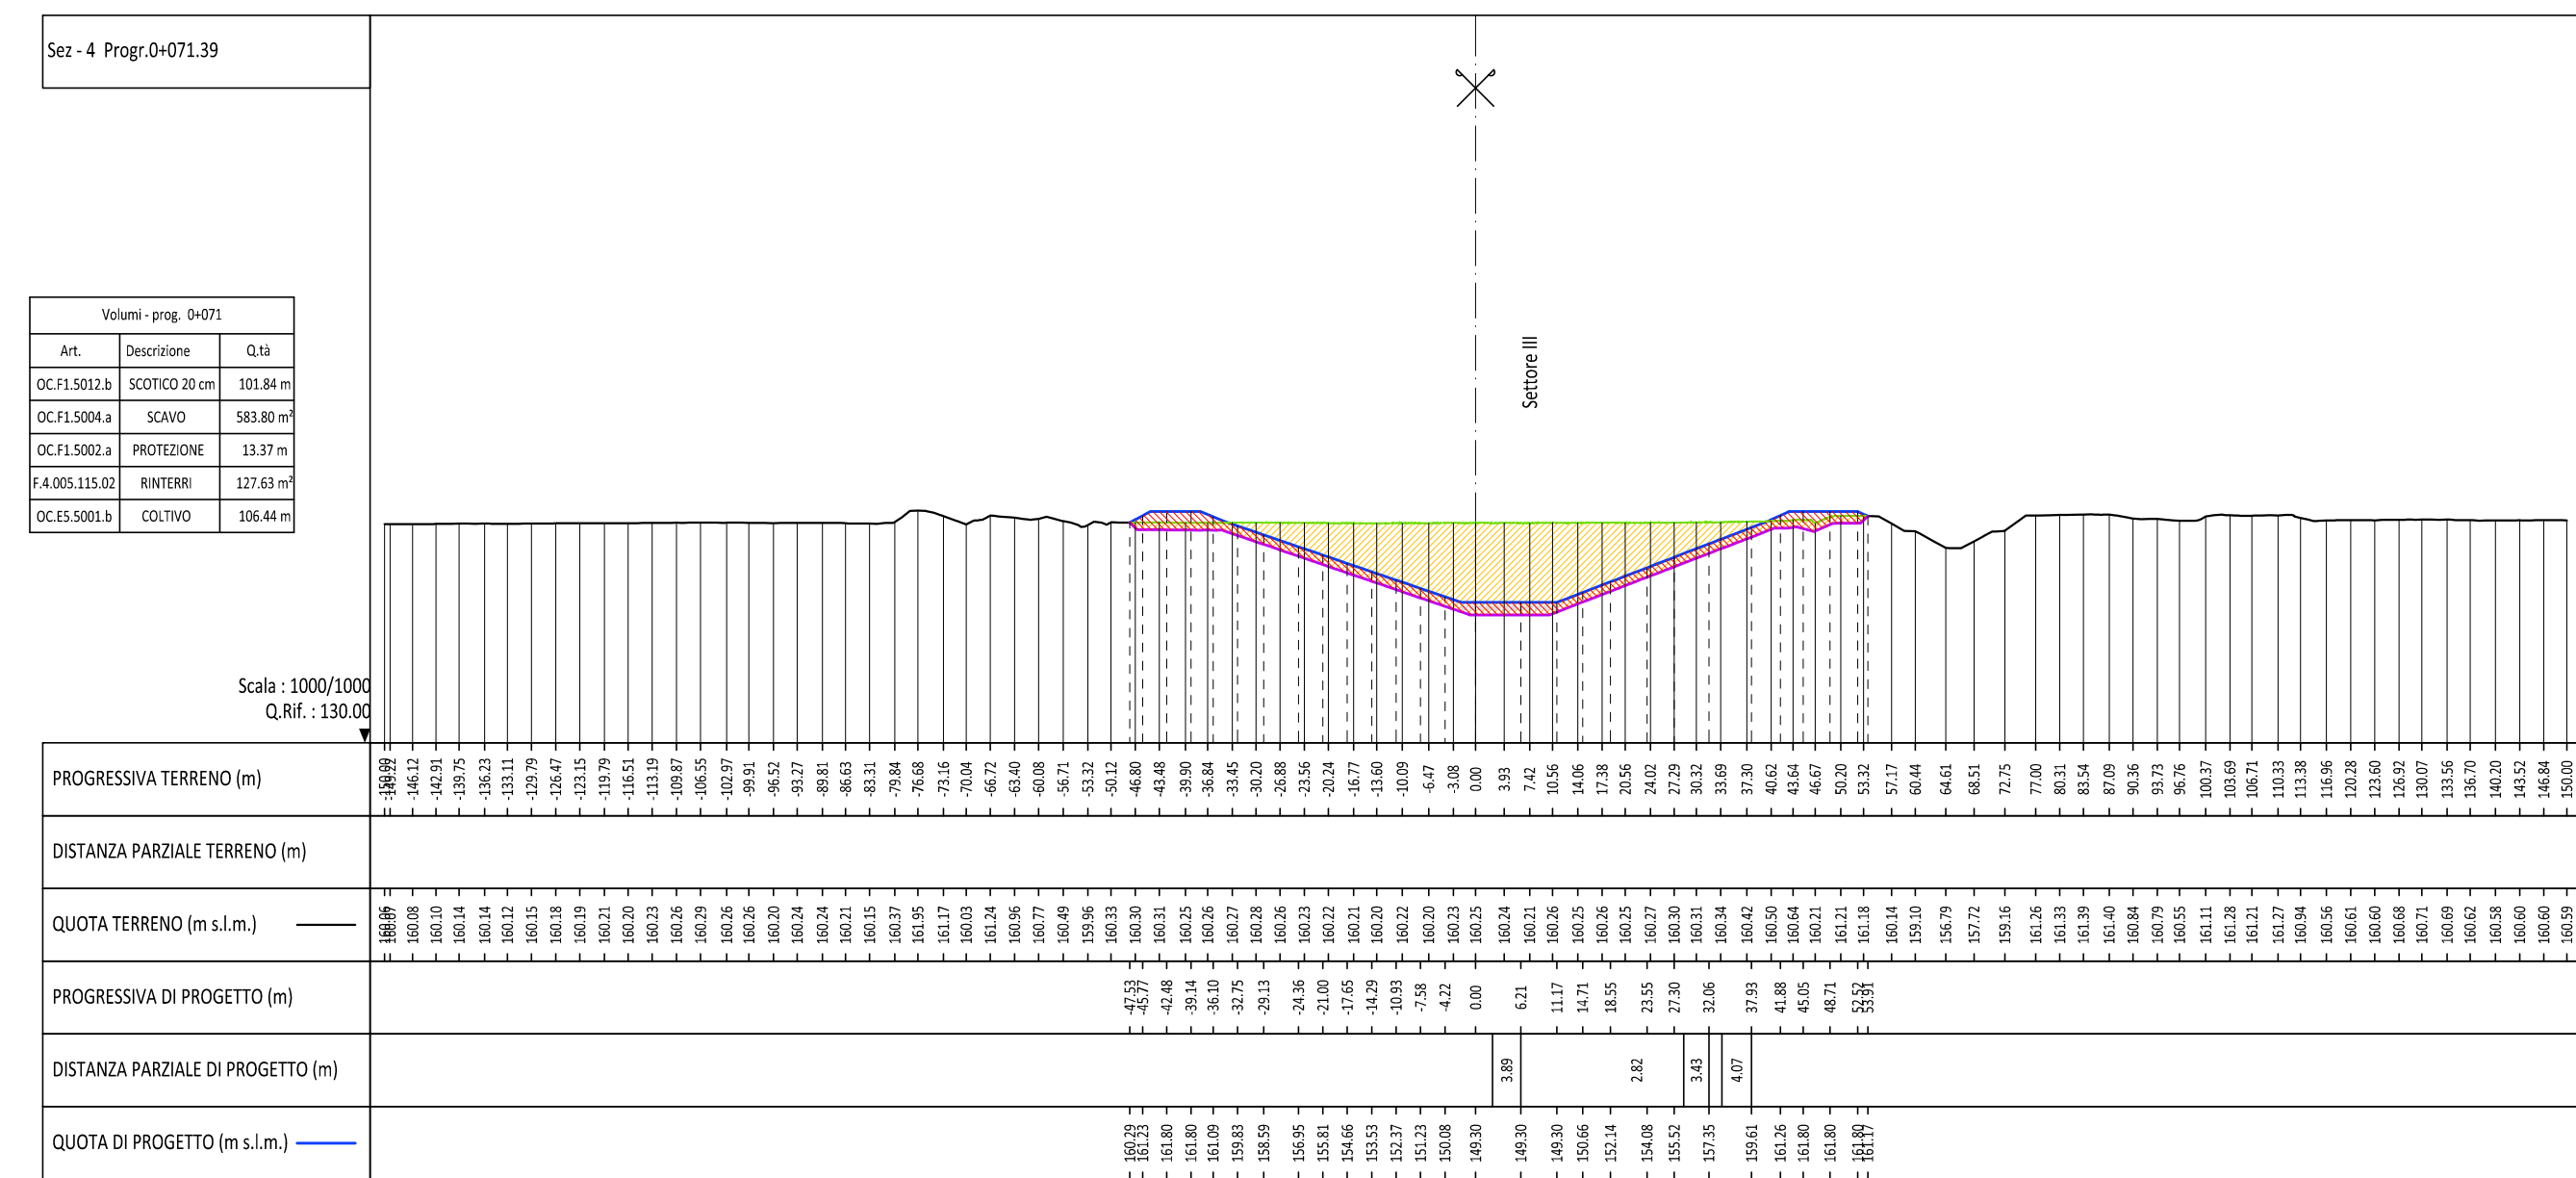 Sez - 4 Progr.0+071.39
Settore III
Volumi - prog. 0+071
Art. Descrizione Q.tà
OC.F1.5012.b SCOTICO 20 cm 101.84 m
OC.F1.5004.a SCAVO 583.80 m²
OC.F1.5002.a PROTEZIONE 13.37 m
F.4.005.115.02 RINTERRI 127.63 m²
OC.E5.5001.b COLTIVO 106.44 m
Scala : 1000/1000
Q.Rif. : 130.00
PROGRESSIVA TERRENO (m) -150.00 -149.22 -146.12 -142.91 -139.75 -136.23 -133.11 -129.79 -126.47 -123.15 -119.79 -116.51 -113.19 -109.87 -106.55 -102.97 -99.91 -96.52 -93.27 -89.81 -86.63 -83.31 -79.84 -76.68 -73.16 -70.04 -66.72 -63.40 -60.08 -56.71 -53.32 -50.12 -46.80 -43.48 -39.90 -36.84 -33.45 -30.20 -26.88 -23.56 -20.24 -16.77 -13.60 -10.09 -6.47 -3.08 0.00 3.93 7.42 10.56 14.06 17.38 20.56 24.02 27.29 30.32 33.69 37.30 40.62 43.64 46.67 50.20 53.32 57.17 60.44 64.61 68.51 72.75 77.00 80.31 83.54 87.09 90.36 93.73 96.76 100.37 103.69 106.71 110.33 113.38 116.96 120.28 123.60 126.92 130.07 133.56 136.70 140.20 143.52 146.84 150.00
DISTANZA PARZIALE TERRENO (m)
QUOTA TERRENO (m s.l.m.) 160.06 160.07 160.08 160.10 160.14 160.14 160.12 160.15 160.18 160.19 160.21 160.20 160.23 160.26 160.29 160.26 160.26 160.20 160.24 160.24 160.21 160.15 160.37 161.95 161.17 160.03 161.24 160.96 160.77 160.49 159.96 160.33 160.30 160.31 160.25 160.26 160.27 160.28 160.26 160.23 160.22 160.21 160.20 160.22 160.20 160.23 160.25 160.24 160.21 160.26 160.25 160.26 160.25 160.27 160.30 160.31 160.34 160.42 160.50 160.64 160.21 161.21 161.18 160.14 159.10 156.79 157.72 159.16 161.26 161.33 161.39 161.40 160.84 160.79 160.55 161.11 161.28 161.21 161.27 160.94 160.56 160.61 160.60 160.68 160.71 160.69 160.62 160.58 160.60 160.60 160.59
PROGRESSIVA DI PROGETTO (m) -47.53 -45.77 -42.48 -39.14 -36.10 -32.75 -29.13 -24.36 -21.00 -17.65 -14.29 -10.93 -7.58 -4.22 0.00 6.21 11.17 14.71 18.55 23.55 27.30 32.06 37.93 41.88 45.05 48.71 52.52 53.91
DISTANZA PARZIALE DI PROGETTO (m) 3.89 2.82 3.43 4.07
QUOTA DI PROGETTO (m s.l.m.) 160.29 161.23 161.80 161.80 161.09 159.83 158.59 156.95 155.81 154.66 153.53 152.37 151.23 150.08 149.30 149.30 149.30 150.66 152.14 154.08 155.52 157.35 159.61 161.26 161.80 161.80 161.80 161.17